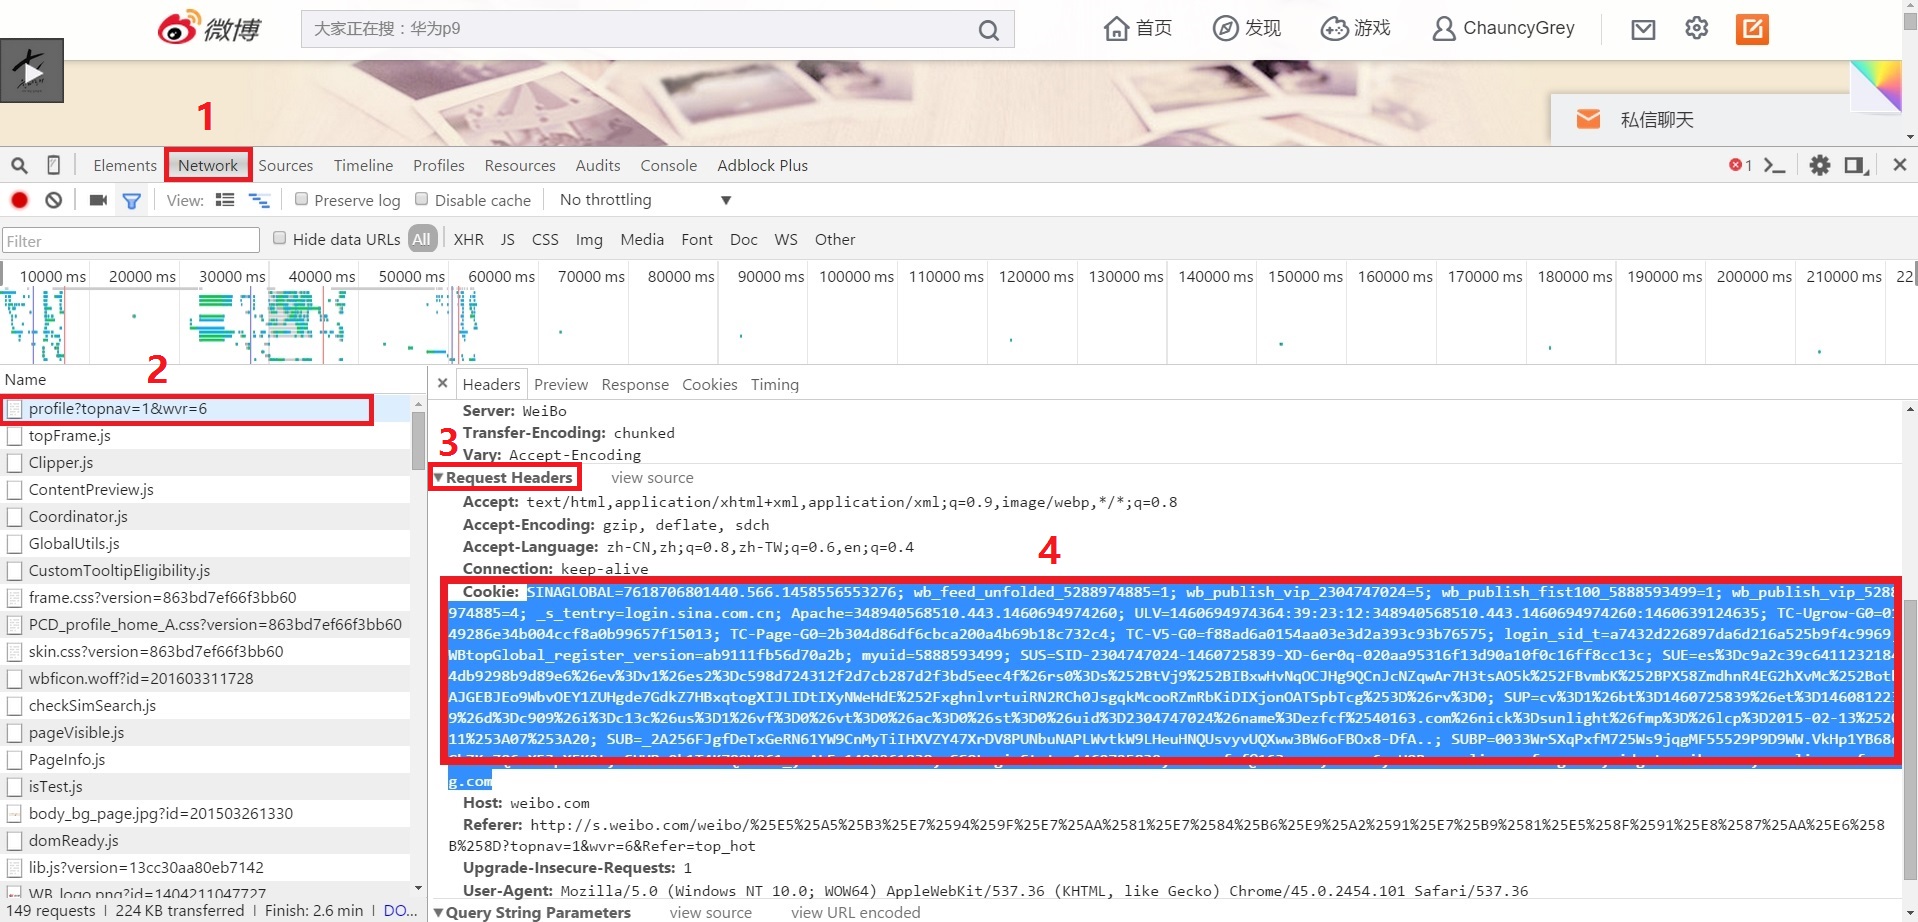 微博
大家正在搜：华为p9
首页
发现
游戏
ChauncyGrey
私信聊天
1
Elements Network Sources Timeline Profiles Resources Audits Console Adblock Plus
1
View: Preserve log Disable cache No throttling
Filter Hide data URLs All XHR JS CSS Img Media Font Doc WS Other
10000 ms 20000 ms 30000 ms 40000 ms 50000 ms 60000 ms 70000 ms 80000 ms 90000 ms 100000 ms 110000 ms 120000 ms 130000 ms 140000 ms 150000 ms 160000 ms 170000 ms 180000 ms 190000 ms 200000 ms 210000 ms 22
2
Name
profile?topnav=1&wvr=6
topFrame.js
Clipper.js
ContentPreview.js
Coordinator.js
GlobalUtils.js
CustomTooltipEligibility.js
frame.css?version=863bd7ef66f3bb60
PCD_profile_home_A.css?version=863bd7ef66f3bb60
skin.css?version=863bd7ef66f3bb60
wbficon.woff?id=201603311728
checkSimSearch.js
pageVisible.js
PageInfo.js
isTest.js
body_bg_page.jpg?id=201503261330
domReady.js
lib.js?version=13cc30aa80eb7142
WB_logo.png?id=1404211047727
149 requests | 224 KB transferred | Finish: 2.6 min | DO...
Headers Preview Response Cookies Timing
Server: WeiBo
Transfer-Encoding: chunked
3
Vary: Accept-Encoding
Request Headers view source
Accept: text/html,application/xhtml+xml,application/xml;q=0.9,image/webp,*/*;q=0.8
Accept-Encoding: gzip, deflate, sdch
Accept-Language: zh-CN,zh;q=0.8,zh-TW;q=0.6,en;q=0.4
4
Connection: keep-alive
Cookie: SINAGLOBAL=7618706801440.566.1458556553276; wb_feed_unfolded_5288974885=1; wb_publish_vip_2304747024=5; wb_publish_fist100_5888593499=1; wb_publish_vip_5288
974885=4; _s_tentry=login.sina.com.cn; Apache=348940568510.443.1460694974260; ULV=1460694974364:39:23:12:348940568510.443.1460694974260:1460639124635; TC-Ugrow-G0=01
49286e34b004ccf8a0b99657f15013; TC-Page-G0=2b304d86df6cbca200a4b69b18c732c4; TC-V5-G0=f88ad6a0154aa03e3d2a393c93b76575; login_sid_t=a7432d226897da6d216a525b9f4c9969
WBtopGlobal_register_version=ab9111fb56d70a2b; myuid=5888593499; SUS=SID-2304747024-1460725839-XD-6er0q-020aa95316f13d90a10f0c16ff8cc13c; SUE=es%3Dc9a2c39c6411232184
4db9298b9d89e6%26ev%3Dv1%26es2%3Dc598d724312f2d7cb287d2f3bd5eec4f%26rs0%3Ds%252BtVj9%252BIBxwHvNqOCJHg9QCnJcNZqwAr7H3tsAO5k%252FBvmbK%252BPX58ZmdhnR4EG2hXvMc%252Botl
AJGEBJEo9WbvOEY1ZUHgde7GdkZ7HBxqtogXIJLIDtIXyNWeHdE%252FxghnlvrtuiRN2RCh0JsgqkMcooRZmRbKiDIXjonOATSpbTcg%253D%26rv%3D0; SUP=cv%3D1%26bt%3D1460725839%26et%3D146081223
9%26d%3Dc909%26i%3Dc13c%26us%3D1%26vf%3D0%26vt%3D0%26ac%3D0%26st%3D0%26uid%3D2304747024%26name%3Dezfcf%2540163.com%26nick%3Dsunlight%26fmp%3D%26lcp%3D2015-02-13%2520
11%253A07%253A20; SUB=_2A256FJgfDeTxGeRN61YW9CnMyTiIHXVZY47XrDV8PUNbuNAPLWvtkW9LHeuHNQUsvyvUQXww3BW6oFBOx8-DfA..; SUBP=0033WrSXqPxfM725Ws9jqgMF55529P9D9WW.VkHp1YB68
g.com
Host: weibo.com
Referer: http://s.weibo.com/weibo/%25E5%25A5%25B3%25E7%2594%259F%25E7%25AA%2581%25E7%2584%25B6%25E9%25A2%2591%25E7%25B9%2581%25E5%258F%2591%25E8%2587%25AA%25E6%258
B%258D?topnav=1&wvr=6&Refer=top_hot
Upgrade-Insecure-Requests: 1
User-Agent: Mozilla/5.0 (Windows NT 10.0; WOW64) AppleWebKit/537.36 (KHTML, like Gecko) Chrome/45.0.2454.101 Safari/537.36
Query String Parameters view source view URL encoded